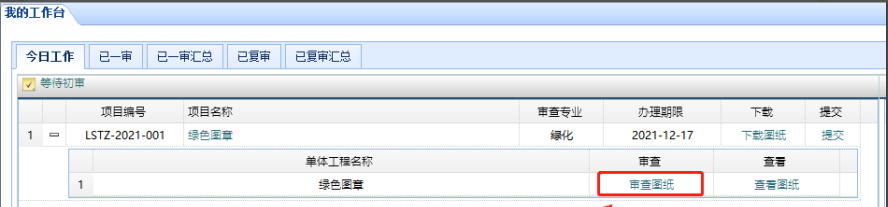 我的工作台
今日工作 已一审 已一审汇总 已复审 已复审汇总
等待初审
项目编号 项目名称 审查专业 办理期限 下载 提交
1 LSTZ-2021-001 绿色图章 绿化 2021-12-17 下载图纸 提交
单体工程名称 审查 查看
1 绿色图章 审查图纸 查看图纸